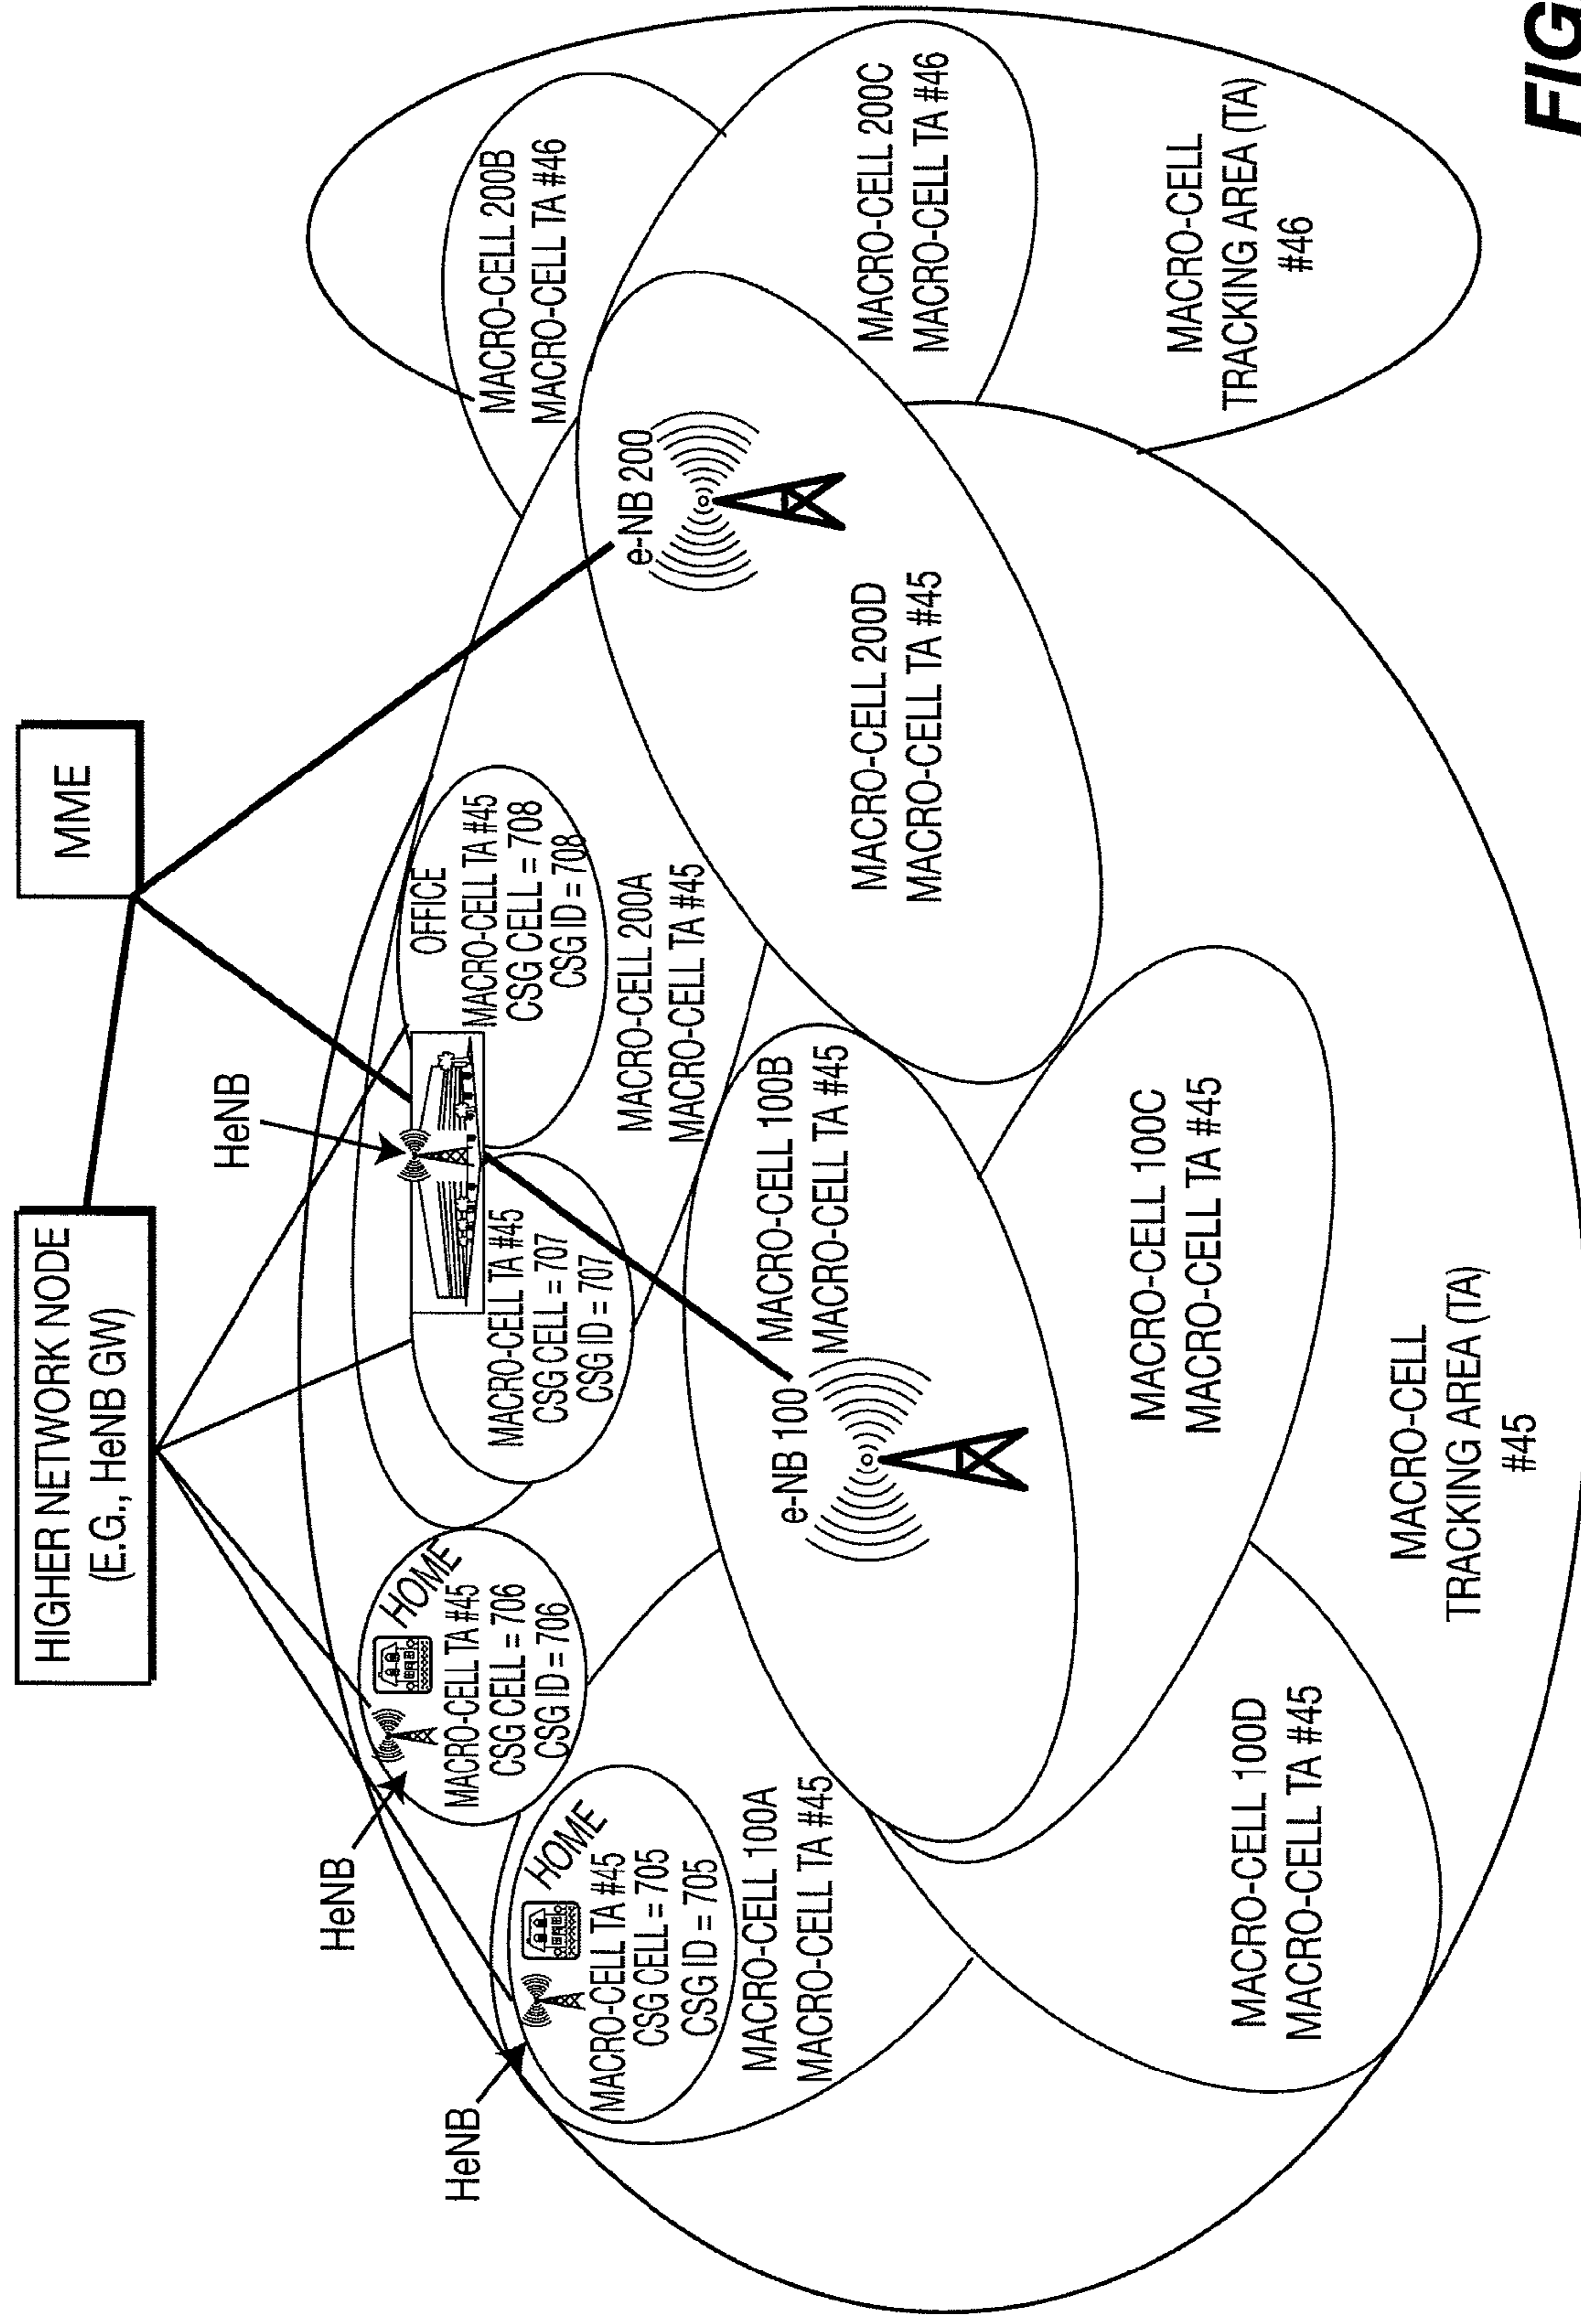 HIGHER NETWORK NODE
(E.G., HeNB GW)
MME
HeNB
HeNB
HeNB
HOME
MACRO-CELL TA #45
CSG CELL = 705
CSG ID = 705
HOME
MACRO-CELL TA #45
CSG CELL = 706
CSG ID = 706
MACRO-CELL TA #45
CSG CELL = 707
CSG ID = 707
OFFICE
MACRO-CELL TA #45
CSG CELL = 708
CSG ID = 708
MACRO-CELL 200A
MACRO-CELL TA #45
MACRO-CELL 200B
MACRO-CELL TA #46
e-NB 200
MACRO-CELL 200C
MACRO-CELL TA #46
MACRO-CELL 200D
MACRO-CELL TA #45
MACRO-CELL 100A
MACRO-CELL TA #45
e-NB 100
MACRO-CELL 100B
MACRO-CELL TA #45
MACRO-CELL 100C
MACRO-CELL TA #45
MACRO-CELL 100D
MACRO-CELL TA #45
MACRO-CELL
TRACKING AREA (TA)
#45
MACRO-CELL
TRACKING AREA (TA)
#46
FIG